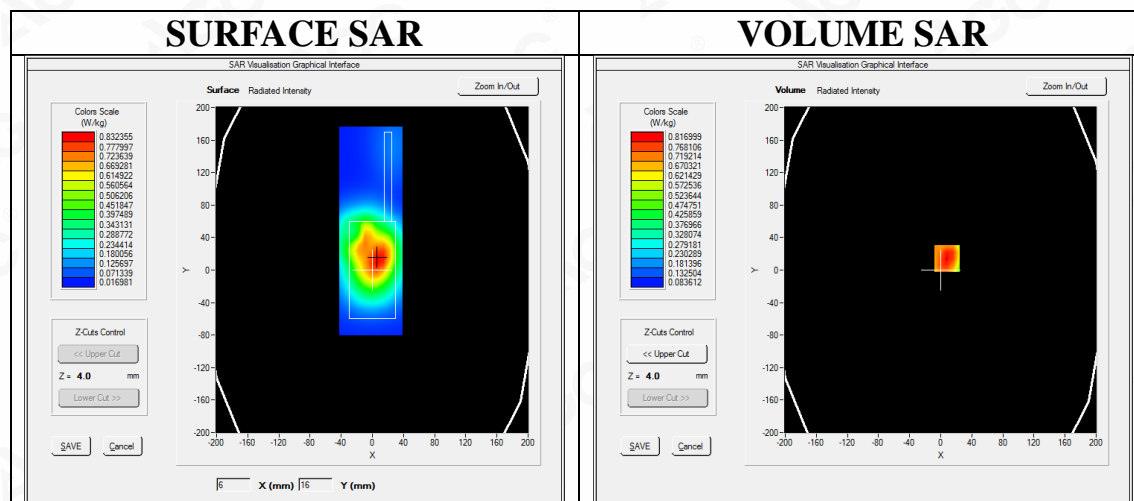 SURFACE SAR
SAR Visualisation Graphical Interface
Surface Radiated Intensity
Zoom In/Out
Colors Scale
(W/kg)
0.832355
0.777997
0.723639
0.669281
0.614922
0.560564
0.506206
0.451847
0.397489
0.343131
0.288772
0.234414
0.180056
0.125697
0.071339
0.016981
Z-Cuts Control
<< Upper Cut
Z = 4.0 mm
Lower Cut >>
SAVE Cancel
200
160
120
80
40
0
-40
-80
-120
-160
-200
Y
-200 -160 -120 -80 -40 0 40 80 120 160 200
X
6 X (mm) 16 Y (mm)
VOLUME SAR
SAR Visualisation Graphical Interface
Volume Radiated Intensity
Zoom In/Out
Colors Scale
(W/kg)
0.816999
0.768106
0.719214
0.670321
0.621429
0.572536
0.523644
0.474751
0.425859
0.376966
0.328074
0.279181
0.230289
0.181396
0.132504
0.083612
Z-Cuts Control
<< Upper Cut
Z = 4.0 mm
Lower Cut >>
SAVE Cancel
200
160
120
80
40
0
-40
-80
-120
-160
-200
Y
-200 -160 -120 -80 -40 0 40 80 120 160 200
X